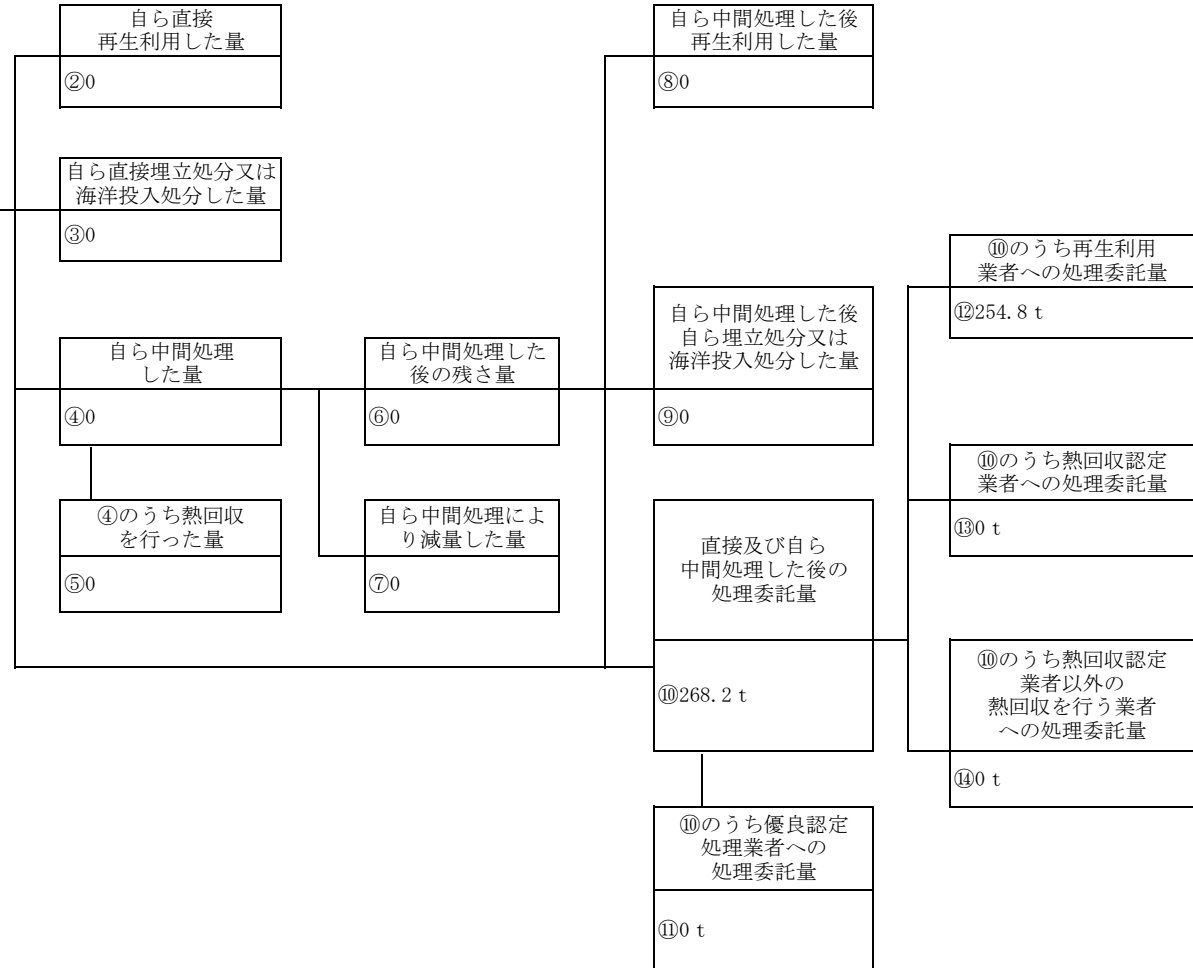 自ら直接
再生利用した量
②0
自ら中間処理した後
再生利用した量
⑧0
自ら直接埋立処分又は
海洋投入処分した量
③0
⑩のうち再生利用
業者への処理委託量
⑫254.8 t
自ら中間処理した後
自ら埋立処分又は
海洋投入処分した量
⑨0
自ら中間処理
した量
④0
自ら中間処理した
後の残さ量
⑥0
⑩のうち熱回収認定
業者への処理委託量
⑬0 t
④のうち熱回収
を行った量
⑤0
自ら中間処理によ
り減量した量
⑦0
直接及び自ら
中間処理した後の
処理委託量
⑩268.2 t
⑩のうち熱回収認定
業者以外の
熱回収を行う業者
への処理委託量
⑭0 t
⑩のうち優良認定
処理業者への
処理委託量
⑪0 t